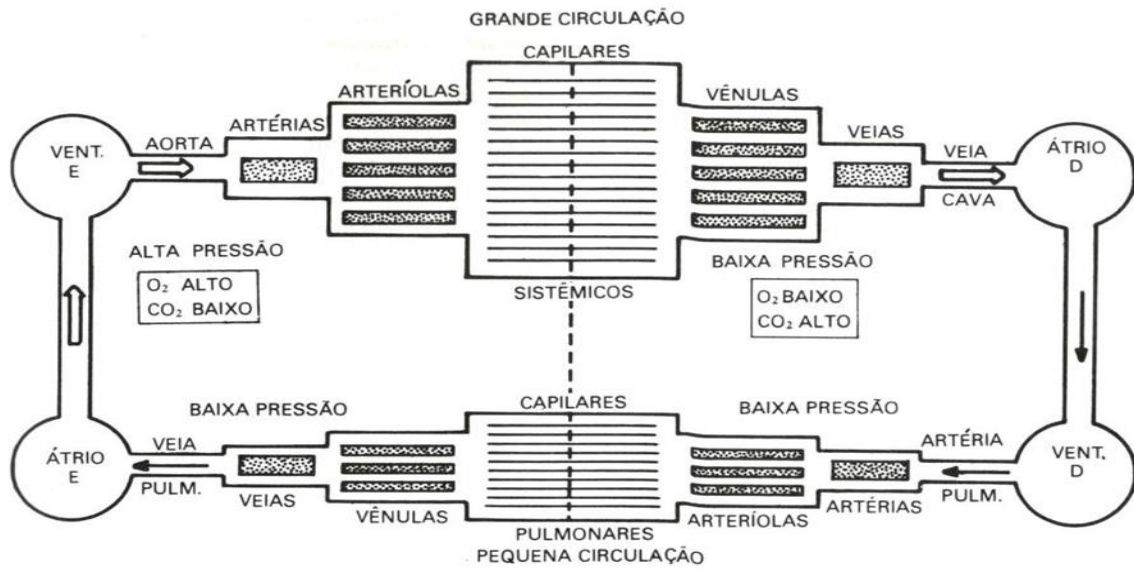 GRANDE CIRCULAÇÃO
CAPILARES
ARTERÍOLAS
VÊNULAS
ARTÉRIAS
VEIAS
AORTA
VEIA
VENT.
E
ÁTRIO
D
CAVA
ALTA PRESSÃO
O₂ ALTO
CO₂ BAIXO
SISTÊMICOS
BAIXA PRESSÃO
O₂ BAIXO
CO₂ ALTO
BAIXA PRESSÃO
CAPILARES
BAIXA PRESSÃO
VEIA
ARTÉRIA
ÁTRIO
E
VENT.
D
PULM.
PULM.
VEIAS
ARTÉRIAS
VÊNULAS
ARTERÍOLAS
PULMONARES
PEQUENA CIRCULAÇÃO